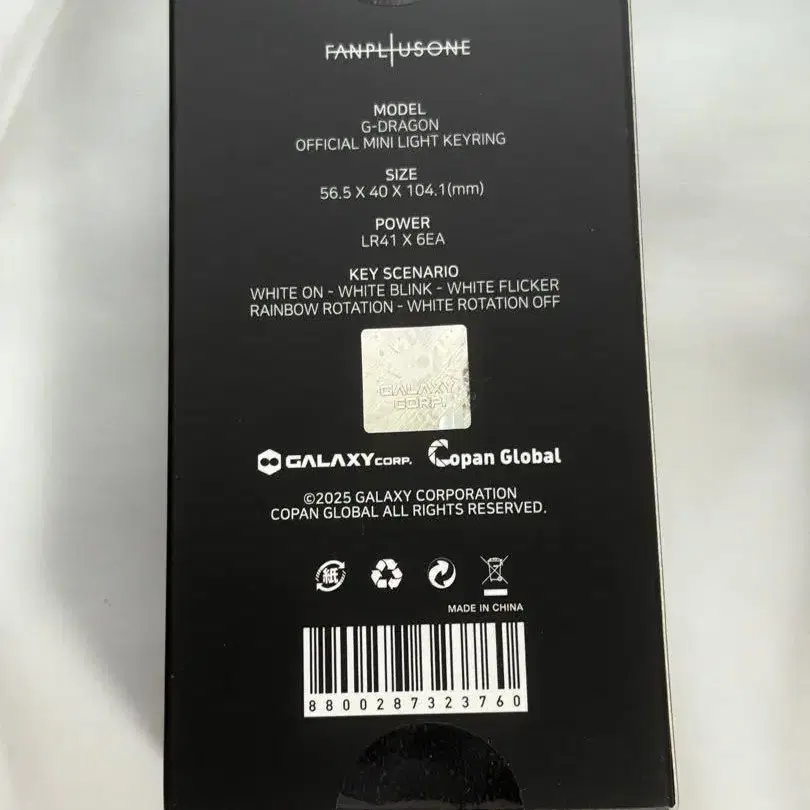 FANPLUSONE
MODEL
G-DRAGON
OFFICIAL MINI LIGHT KEYRING
SIZE
56.5 X 40 X 104.1(mm)
POWER
LR41 X 6EA
KEY SCENARIO
WHITE ON - WHITE BLINK - WHITE FLICKER
RAINBOW ROTATION - WHITE ROTATION OFF
GALAXY
CORP.
GALAXY CORP. Copan Global
©2025 GALAXY CORPORATION
COPAN GLOBAL ALL RIGHTS RESERVED.
紙
MADE IN CHINA
8800287323760